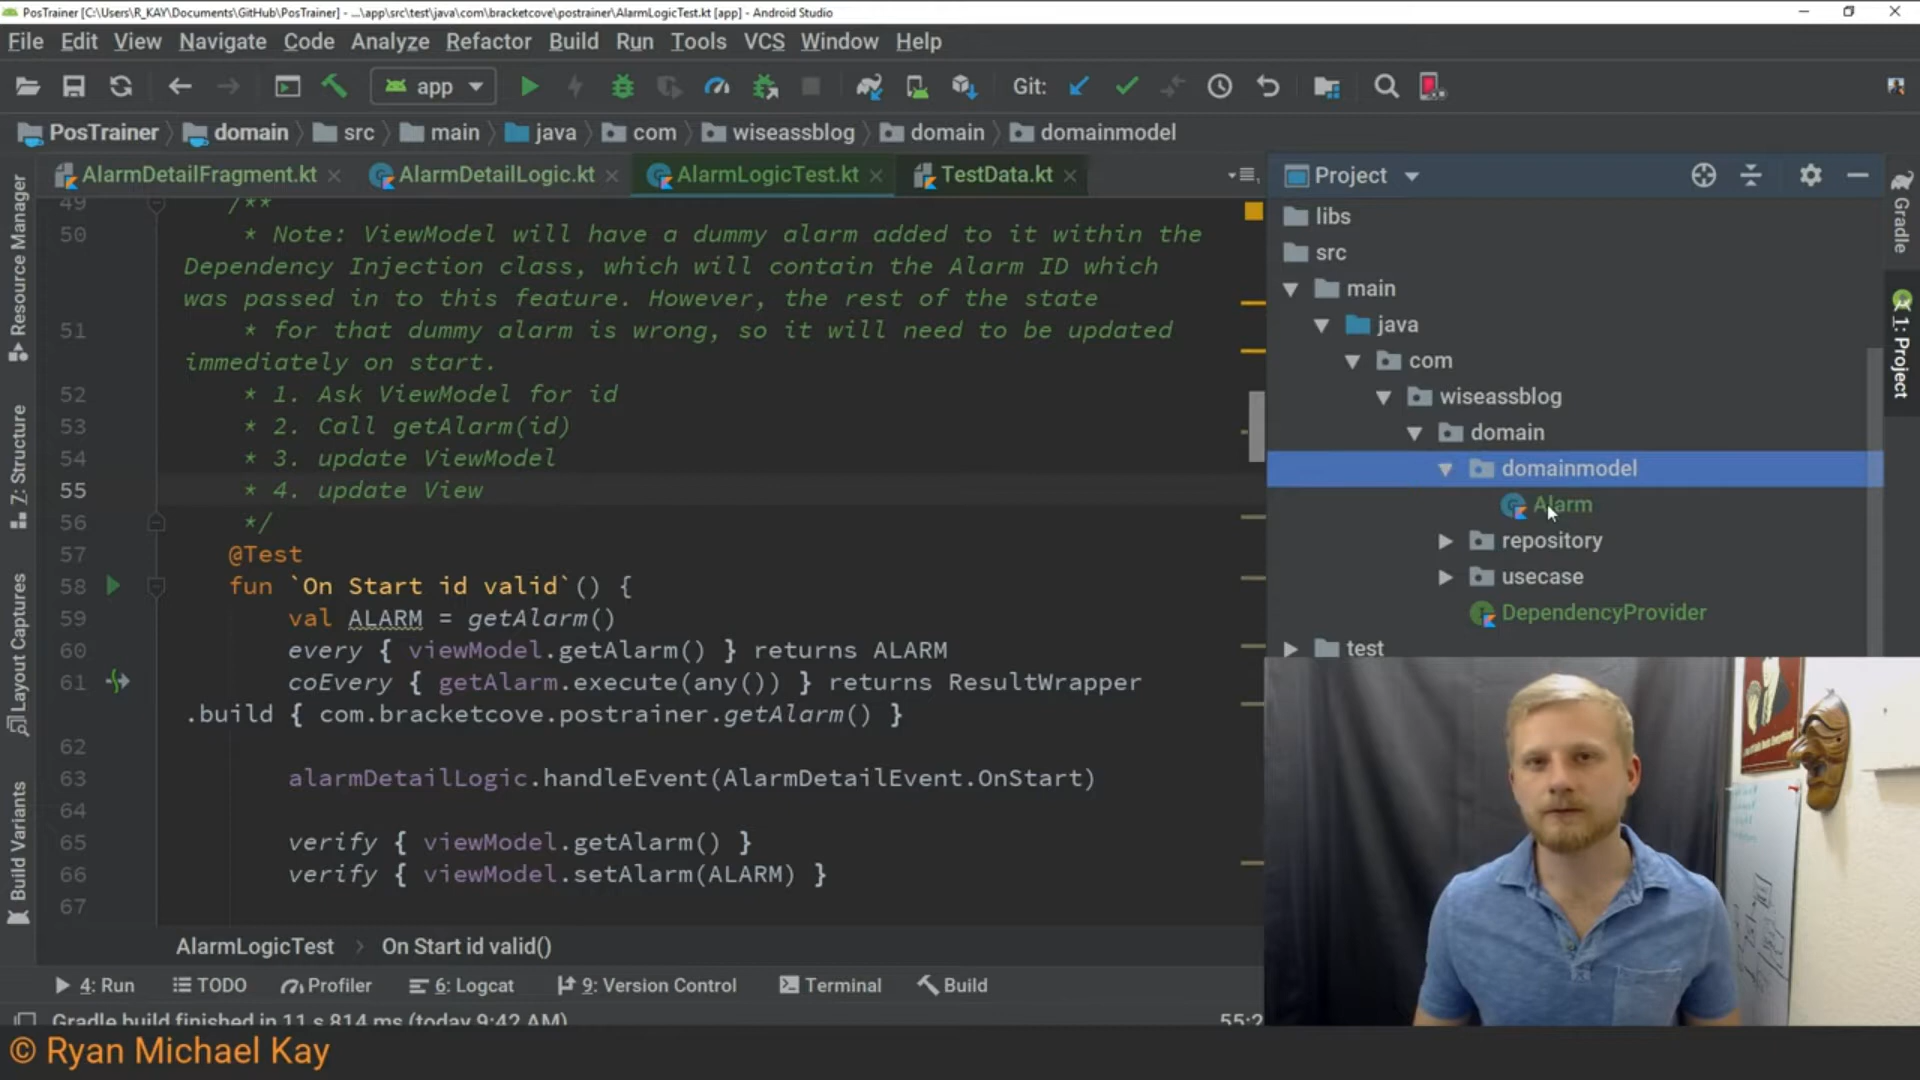 PosTrainer [C:\Users\R_KAY\Documents\GitHub\PosTrainer] - ...\app\src\test\java\com\bracketcove\postrainer\AlarmLogicTest.kt [app] - Android Studio
File Edit View Navigate Code Analyze Refactor Build Run Tools VCS Window Help
app Git:
PosTrainer domain src main java com wiseassblog domain domainmodel
AlarmDetailFragment.kt AlarmDetailLogic.kt AlarmLogicTest.kt TestData.kt
49 /**
50 * Note: ViewModel will have a dummy alarm added to it within the
Dependency Injection class, which will contain the Alarm ID which
was passed in to this feature. However, the rest of the state
51 * for that dummy alarm is wrong, so it will need to be updated
immediately on start.
52 * 1. Ask ViewModel for id
53 * 2. Call getAlarm(id)
54 * 3. update ViewModel
55 * 4. update View
56 */
57 @Test
58 fun `On Start id valid`() {
59 val ALARM = getAlarm()
60 every { viewModel.getAlarm() } returns ALARM
61 coEvery { getAlarm.execute(any()) } returns ResultWrapper
.build { com.bracketcove.postrainer.getAlarm() }
62
63 alarmDetailLogic.handleEvent(AlarmDetailEvent.OnStart)
64
65 verify { viewModel.getAlarm() }
66 verify { viewModel.setAlarm(ALARM) }
67
AlarmLogicTest On Start id valid()
4: Run TODO Profiler 6: Logcat 9: Version Control Terminal Build
Gradle build finished in 11 s 814 ms (today 9:42 AM)
55:2
Resource Manager
Z: Structure
Layout Captures
Build Variants
Project
libs
src
main
java
com
wiseassblog
domain
domainmodel
Alarm
repository
usecase
DependencyProvider
test
Gradle
1: Project
© Ryan Michael Kay